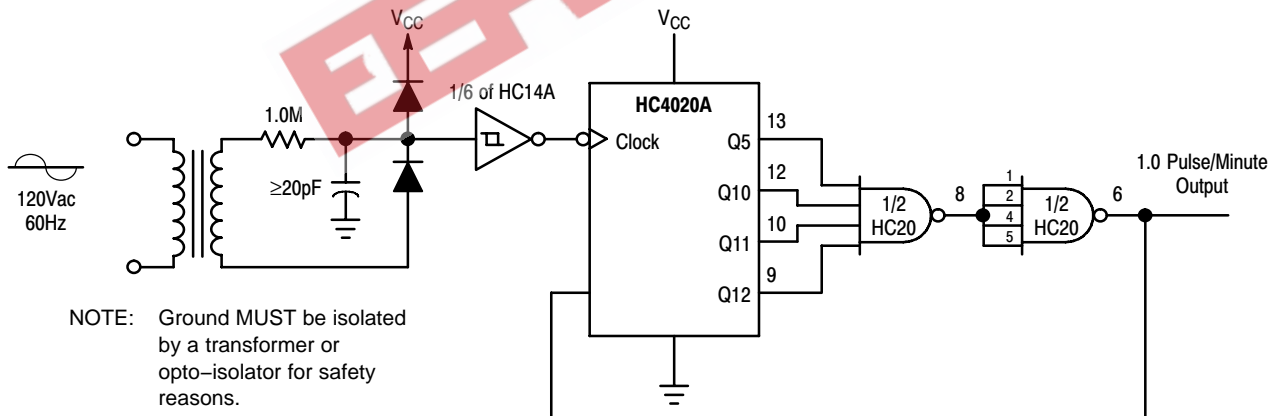 VCC
VCC
1/6 of HC14A
HC4020A
1.0M
13
Clock
Q5
1.0 Pulse/Minute
Output
≥20pF
12
Q10
120Vac
60Hz
1/2
HC20
8
1
2
4
5
1/2
HC20
6
10
Q11
9
Q12
NOTE: Ground MUST be isolated
by a transformer or
opto−isolator for safety
reasons.